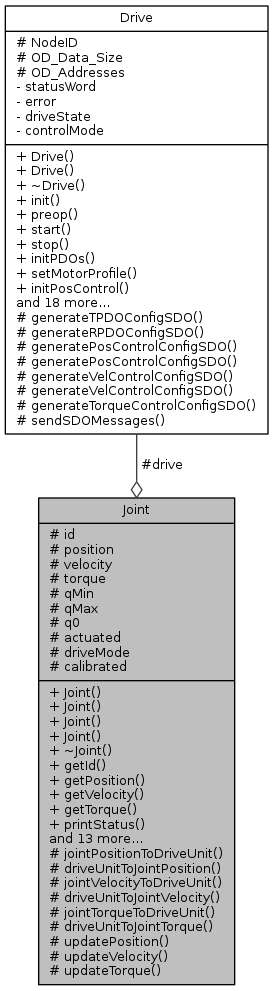 Drive
# NodeID
# OD_Data_Size
# OD_Addresses
- statusWord
- error
- driveState
- controlMode
+ Drive()
+ Drive()
+ ~Drive()
+ init()
+ preop()
+ start()
+ stop()
+ initPDOs()
+ setMotorProfile()
+ initPosControl()
and 18 more...
# generateTPDOConfigSDO()
# generateRPDOConfigSDO()
# generatePosControlConfigSDO()
# generatePosControlConfigSDO()
# generateVelControlConfigSDO()
# generateVelControlConfigSDO()
# generateTorqueControlConfigSDO()
# sendSDOMessages()
#drive
Joint
# id
# position
# velocity
# torque
# qMin
# qMax
# q0
# actuated
# driveMode
# calibrated
+ Joint()
+ Joint()
+ Joint()
+ Joint()
+ ~Joint()
+ getId()
+ getPosition()
+ getVelocity()
+ getTorque()
+ printStatus()
and 13 more...
# jointPositionToDriveUnit()
# driveUnitToJointPosition()
# jointVelocityToDriveUnit()
# driveUnitToJointVelocity()
# jointTorqueToDriveUnit()
# driveUnitToJointTorque()
# updatePosition()
# updateVelocity()
# updateTorque()